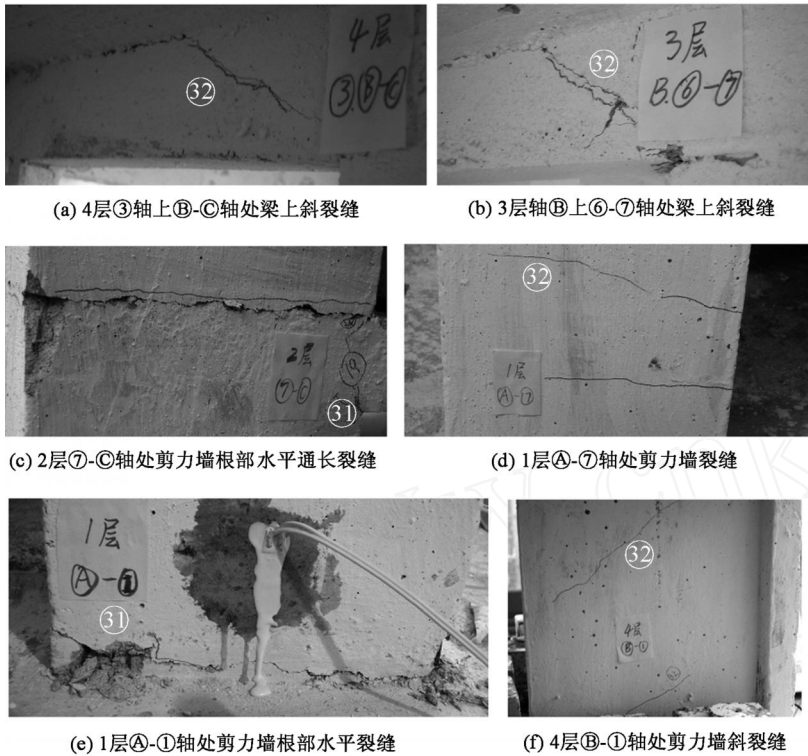 4层
③.Ⓑ-Ⓒ
㉜
3层
B.⑥-⑦
㉜
(a) 4层③轴上Ⓑ-Ⓒ轴处梁上斜裂缝
(b) 3层轴Ⓑ上⑥-⑦轴处梁上斜裂缝
2层
⑦-Ⓒ
㉛
㉜
1层
Ⓐ-⑦
(c) 2层⑦-Ⓒ轴处剪力墙根部水平通长裂缝
(d) 1层Ⓐ-⑦轴处剪力墙裂缝
1层
Ⓐ-①
㉛
㉜
4层
Ⓑ-①
(e) 1层Ⓐ-①轴处剪力墙根部水平裂缝
(f) 4层Ⓑ-①轴处剪力墙斜裂缝